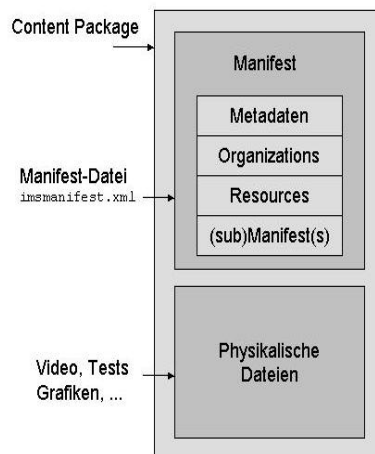 Content Package
Manifest
Metadaten
Organizations
Resources
(sub)Manifest(s)
Manifest-Datei
imsmanifest.xml
Physikalische
Dateien
Video, Tests
Grafiken, ...